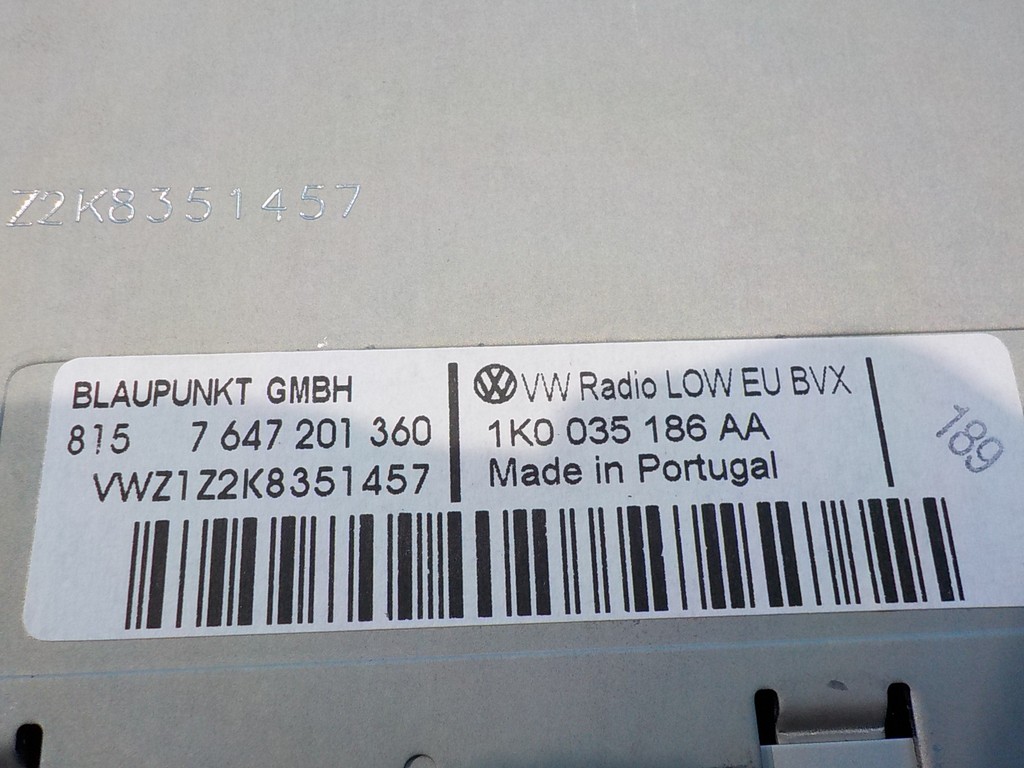 Z2K8351457
BLAUPUNKT GMBH
815 7 647 201 360
VWZ1Z2K8351457
VW Radio LOW EU BVX
1K0 035 186 AA
Made in Portugal
189